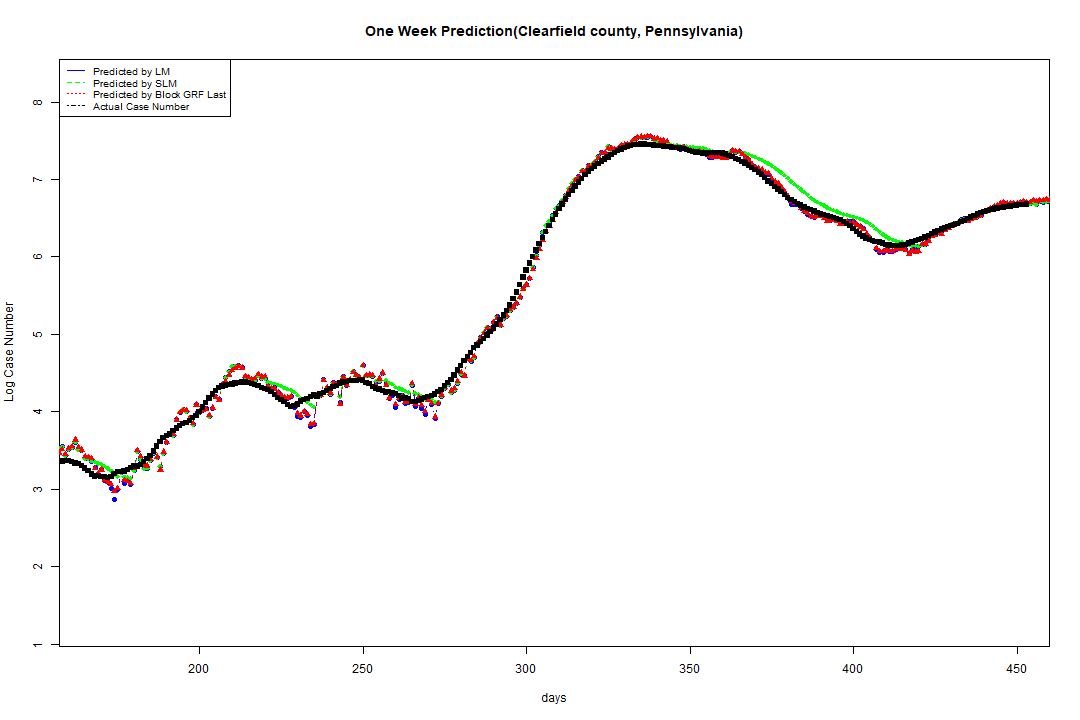 One Week Prediction(Clearfield county, Pennsylvania)
Predicted by LM
Predicted by SLM
Predicted by Block GRF Last
Actual Case Number
Log Case Number
8
7
6
5
4
3
2
1
200 250 300 350 400 450
days